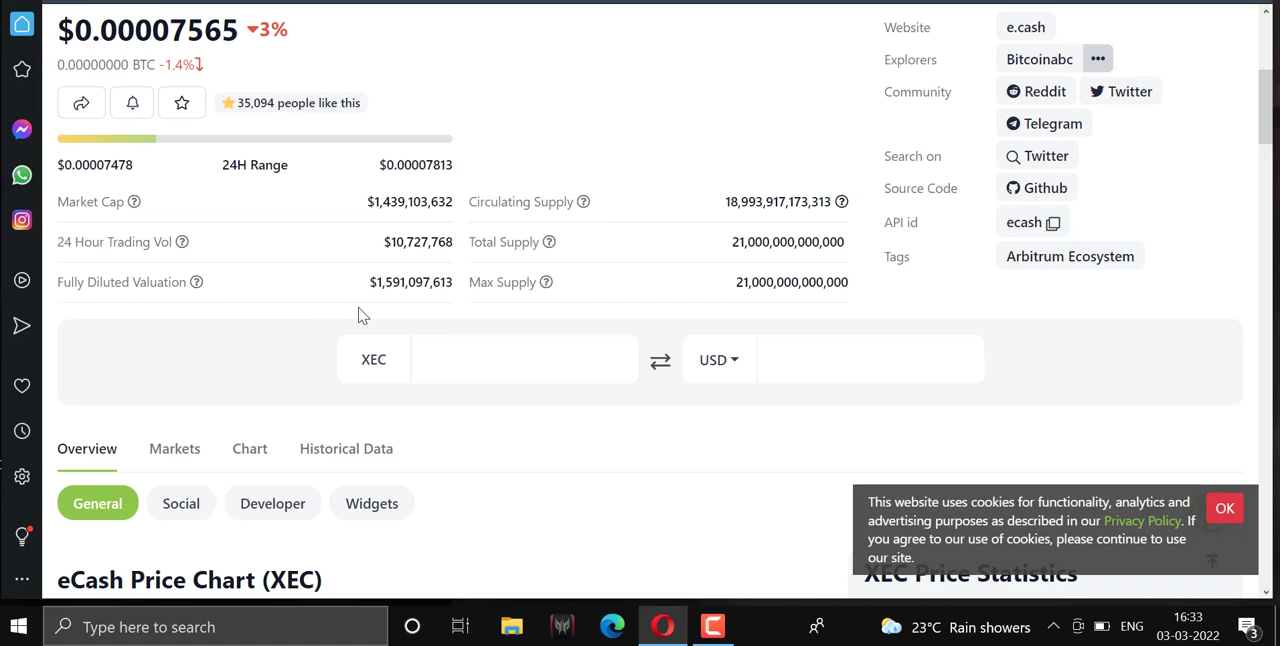 $0.00007565 3%
0.00000000 BTC -1.4%
35,094 people like this
$0.00007478 24H Range $0.00007813
Market Cap $1,439,103,632
24 Hour Trading Vol $10,727,768
Fully Diluted Valuation $1,591,097,613
Circulating Supply 18,993,917,173,313
Total Supply 21,000,000,000,000
Max Supply 21,000,000,000,000
Website e.cash
Explorers Bitcoinabc •••
Community Reddit Twitter
Telegram
Search on Twitter
Source Code Github
API id ecash
Tags Arbitrum Ecosystem
XEC USD
Overview Markets Chart Historical Data
General Social Developer Widgets
eCash Price Chart (XEC)
XEC Price Statistics
This website uses cookies for functionality, analytics and
advertising purposes as described in our Privacy Policy. If
you agree to our use of cookies, please continue to use
our site.
OK
Type here to search
23°C Rain showers
ENG
16:33
03-03-2022
3